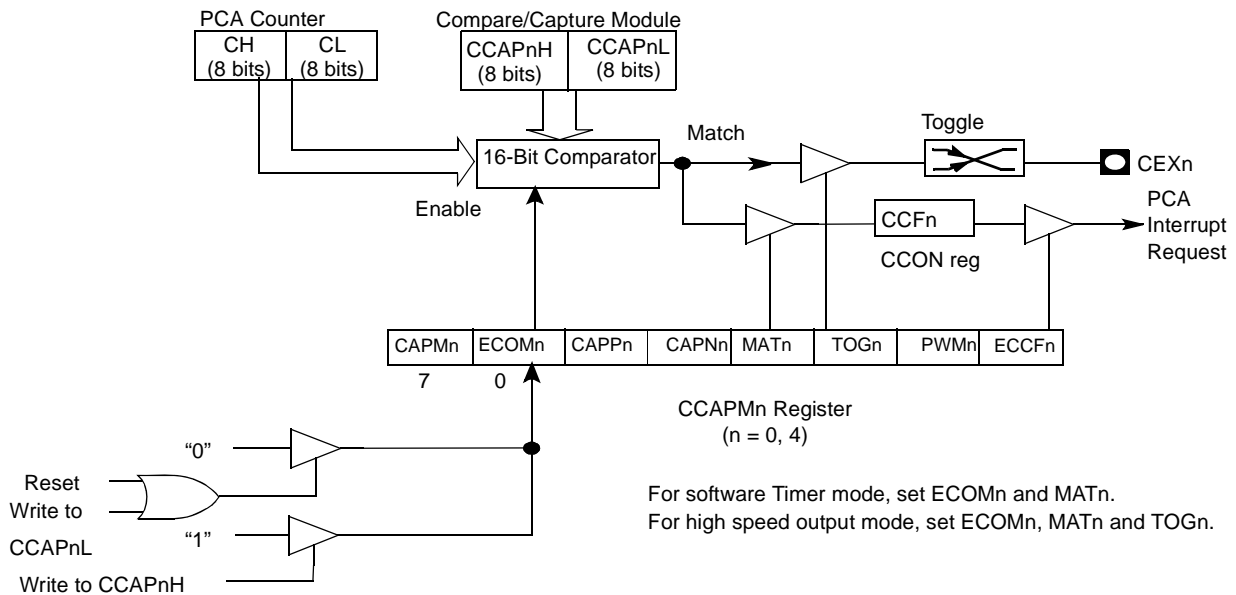 PCA Counter
CH
(8 bits)
CL
(8 bits)
Compare/Capture Module
CCAPnH
(8 bits)
CCAPnL
(8 bits)
16-Bit Comparator
Match
Toggle
CEXn
Enable
CCFn
CCON reg
PCA
Interrupt
Request
CAPMn
ECOMn
CAPPn
CAPNn
MATn
TOGn
PWMn
ECCFn
7
0
CCAPMn Register
(n = 0, 4)
“0”
Reset
Write to
CCAPnL
“1”
Write to CCAPnH
For software Timer mode, set ECOMn and MATn.
For high speed output mode, set ECOMn, MATn and TOGn.